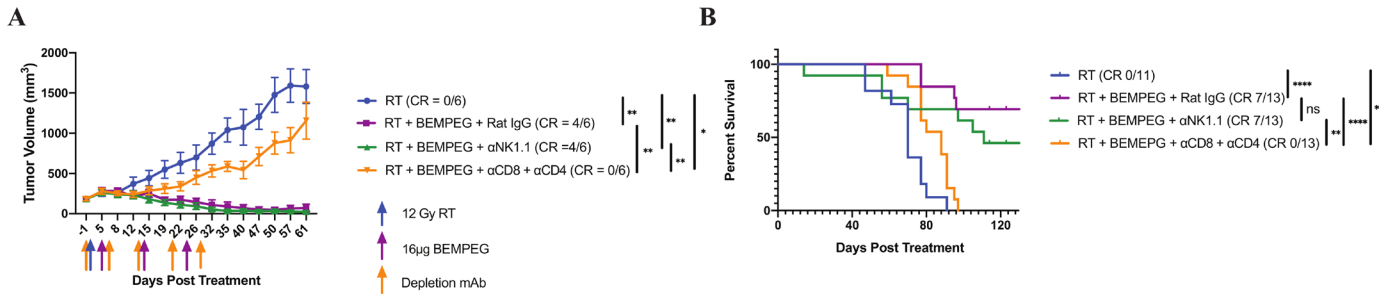 A
Tumor Volume (mm3)
2000
1500
1000
500
0
-1 5 8 12 15 19 22 26 32 35 40 47 50 57 61
Days Post Treatment
RT (CR = 0/6)
RT + BEMPEG + Rat IgG (CR = 4/6)
RT + BEMPEG + αNK1.1 (CR =4/6)
RT + BEMPEG + αCD8 + αCD4 (CR = 0/6)
** ** *
** **
12 Gy RT
16µg BEMPEG
Depletion mAb
B
Percent Survival
100
50
0
0 40 80 120
Days Post Treatment
RT (CR 0/11)
RT + BEMPEG + Rat IgG (CR 7/13)
RT + BEMPEG + αNK1.1 (CR 7/13)
RT + BEMEPG + αCD8 + αCD4 (CR 0/13)
****
ns
** ****